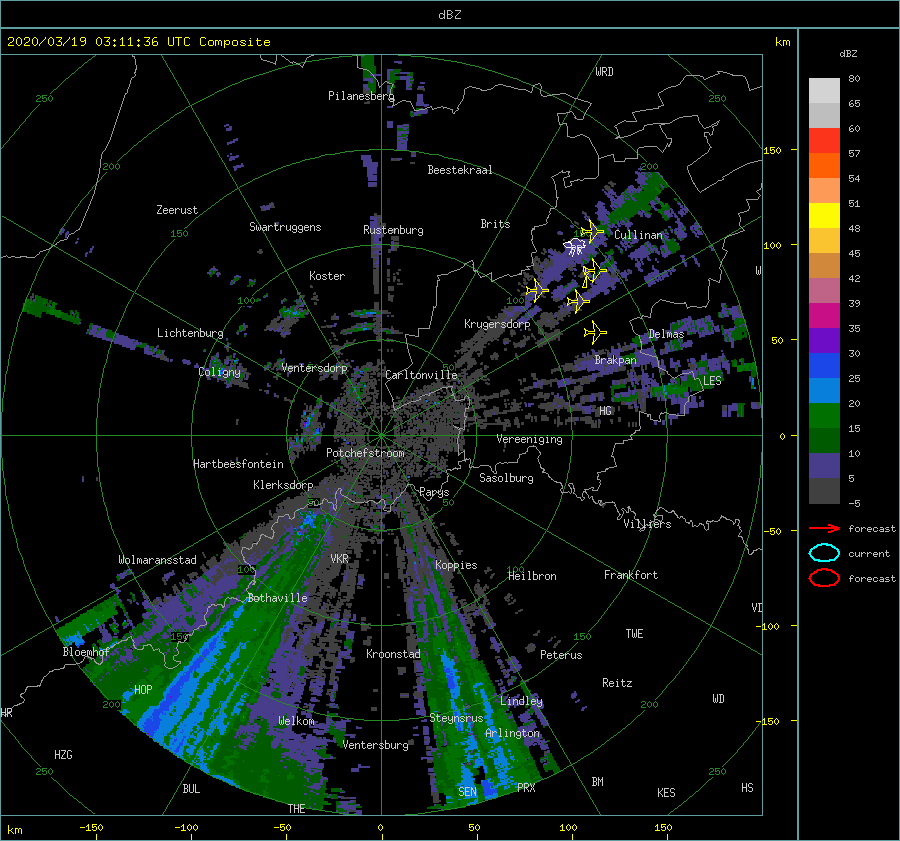 dBZ
2020/03/19 03:11:36 UTC Composite
km
dBZ
WRD
250
Pilanesberg
250
150
200
Beestekraal
200
Zeerust
Swartruggens
Rustenburg
Brits
150
Cullinan
100
Koster
W
100
100
Krugersdorp
Lichtenburg
Delmas
50
Coligny
Ventersdorp
Carltonville
Brakpan
LES
HG
Vereeniging
0
Potchefstroom
Hartbeesfontein
Klerksdorp
Parys
Sasolburg
50
50
Villiers
-50
Wolmaransstad
VKR
Koppies
100
100
Heilbron
Frankfort
Bothaville
VD
-100
150
150
TWE
Bloemhof
Kroonstad
Peterus
HOP
Reitz
200
Lindley
200
WD
HR
Welkom
Steynsrus
-150
Arlington
Ventersburg
HZG
250
250
BUL
SEN
PRX
BM
KES
HS
THE
km
-150
-100
-50
0
50
100
150
80
65
60
57
54
51
48
45
42
39
35
30
25
20
15
10
5
-5
forecast
current
forecast